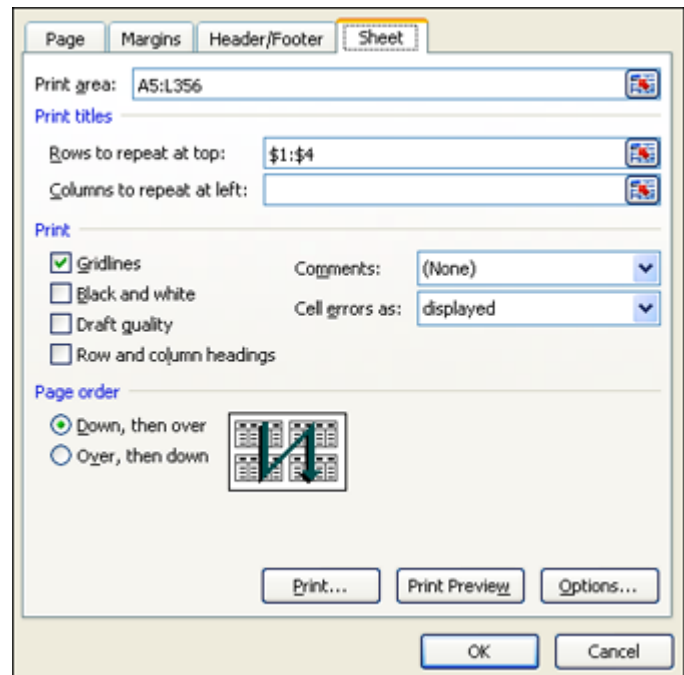 Page Margins Header/Footer Sheet
Print area: A5:L356
Print titles
Rows to repeat at top: $1:$4
Columns to repeat at left:
Print
Gridlines
Comments: (None)
Black and white
Cell errors as: displayed
Draft quality
Row and column headings
Page order
Down, then over
Over, then down
Print... Print Preview Options...
OK Cancel